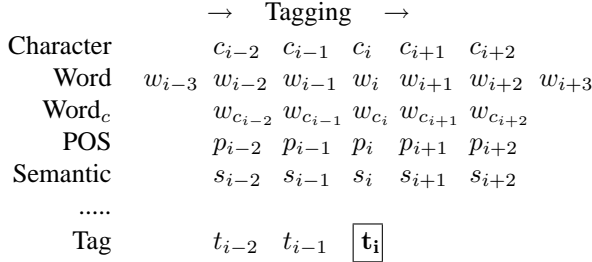 → Tagging →
Character c_{i−2} c_{i−1} c_i c_{i+1} c_{i+2}
Word w_{i−3} w_{i−2} w_{i−1} w_i w_{i+1} w_{i+2} w_{i+3}
Word_c w_{c_{i−2}} w_{c_{i−1}} w_{c_i} w_{c_{i+1}} w_{c_{i+2}}
POS p_{i−2} p_{i−1} p_i p_{i+1} p_{i+2}
Semantic s_{i−2} s_{i−1} s_i s_{i+1} s_{i+2}
.....
Tag t_{i−2} t_{i−1} t_i